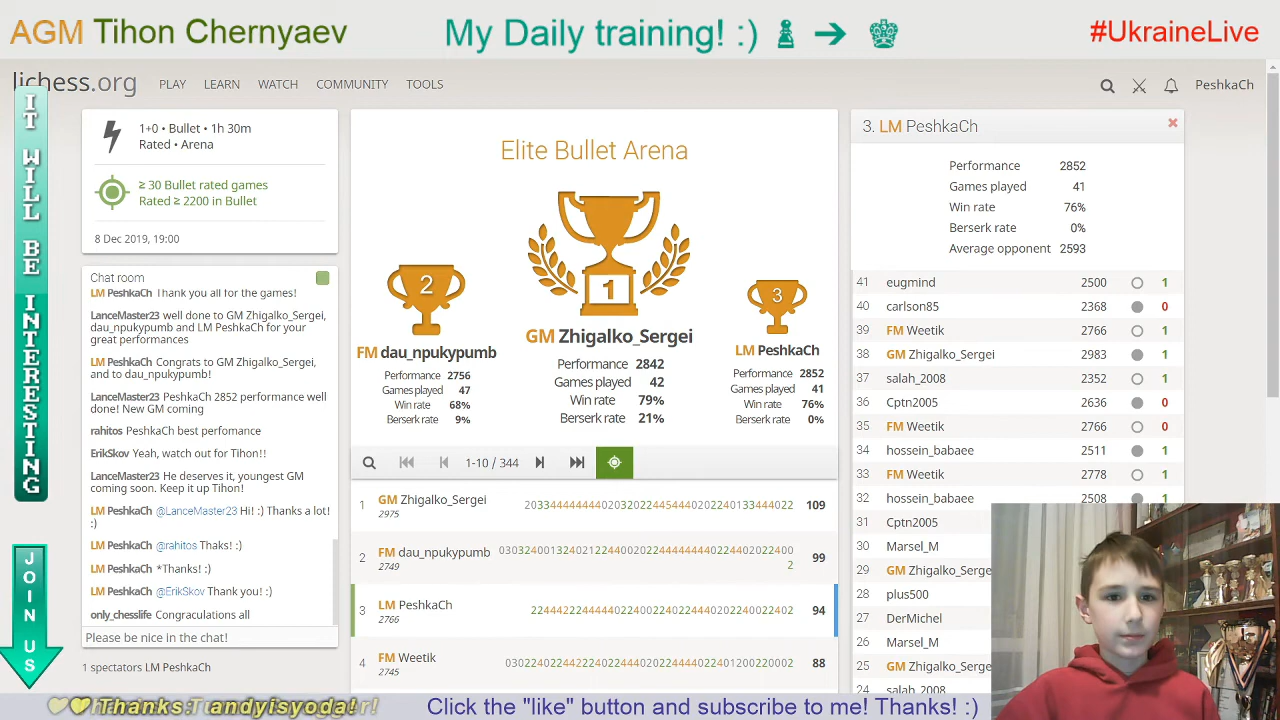 AGM Tihon Chernyaev
My Daily training! :)
#UkraineLive
lichess.org
PLAY
LEARN
WATCH
COMMUNITY
TOOLS
PeshkaCh
IT WILL BE INTERESTING
JOIN US
1+0 • Bullet • 1h 30m
Rated • Arena
≥ 30 Bullet rated games
Rated ≥ 2200 in Bullet
8 Dec 2019, 19:00
Chat room
LM PeshkaCh Thank you all for the games!
LanceMaster23 well done to GM Zhigalko_Sergei,
dau_npukypumb and LM PeshkaCh for your
great performances
LM PeshkaCh Congrats to GM Zhigalko_Sergei,
and to dau_npukypumb!
LanceMaster23 PeshkaCh 2852 performance well
done! New GM coming
rahitos PeshkaCh best perfomance
ErikSkov Yeah, watch out for Tihon!!
LanceMaster23 He deserves it, youngest GM
coming soon. Keep it up Tihon!
LM PeshkaCh @LanceMaster23 Hi! :) Thanks a lot!
:)
LM PeshkaCh @rahitos Thaks! :)
LM PeshkaCh *Thanks! :)
LM PeshkaCh @ErikSkov Thank you! :)
only_chesslife Congraculations all
Please be nice in the chat!
1 spectators LM PeshkaCh
Elite Bullet Arena
2
FM dau_npukypumb
Performance 2756
Games played 47
Win rate 68%
Berserk rate 9%
1
GM Zhigalko_Sergei
Performance 2842
Games played 42
Win rate 79%
Berserk rate 21%
3
LM PeshkaCh
Performance 2852
Games played 41
Win rate 76%
Berserk rate 0%
1-10 / 344
1 GM Zhigalko_Sergei 109
2975
2 FM dau_npukypumb 99
2749
3 LM PeshkaCh 94
2766
4 FM Weetik 88
2745
3. LM PeshkaCh
Performance 2852
Games played 41
Win rate 76%
Berserk rate 0%
Average opponent 2593
41 eugmind 2500 1
40 carlson85 2368 0
39 FM Weetik 2766 1
38 GM Zhigalko_Sergei 2983 1
37 salah_2008 2352 1
36 Cptn2005 2636 0
35 FM Weetik 2766 0
34 hossein_babaee 2511 1
33 FM Weetik 2778 1
32 hossein_babaee 2508 1
31 Cptn2005
30 Marsel_M
29 GM Zhigalko_Serge
28 plus500
27 DerMichel
26 Marsel_M
25 GM Zhigalko_Serge
24 salah_2008
Click the "like" button and subscribe to me! Thanks! :)